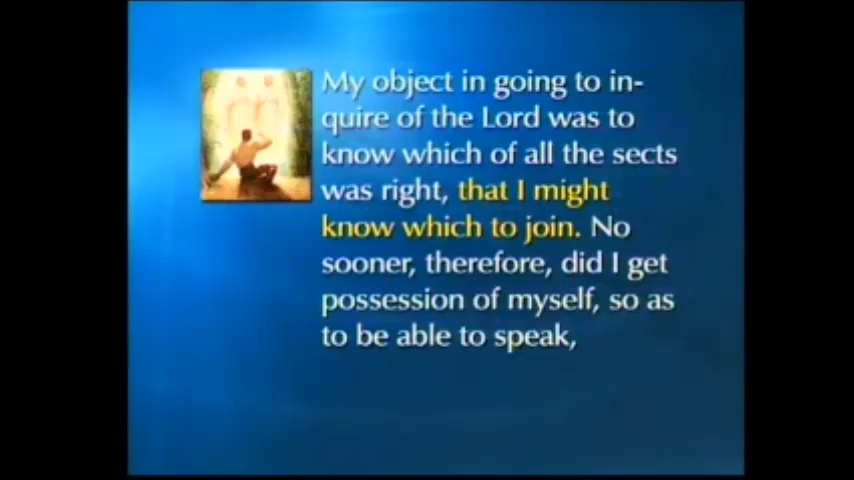 My object in going to in-
quire of the Lord was to
know which of all the sects
was right, that I might
know which to join. No
sooner, therefore, did I get
possession of myself, so as
to be able to speak,